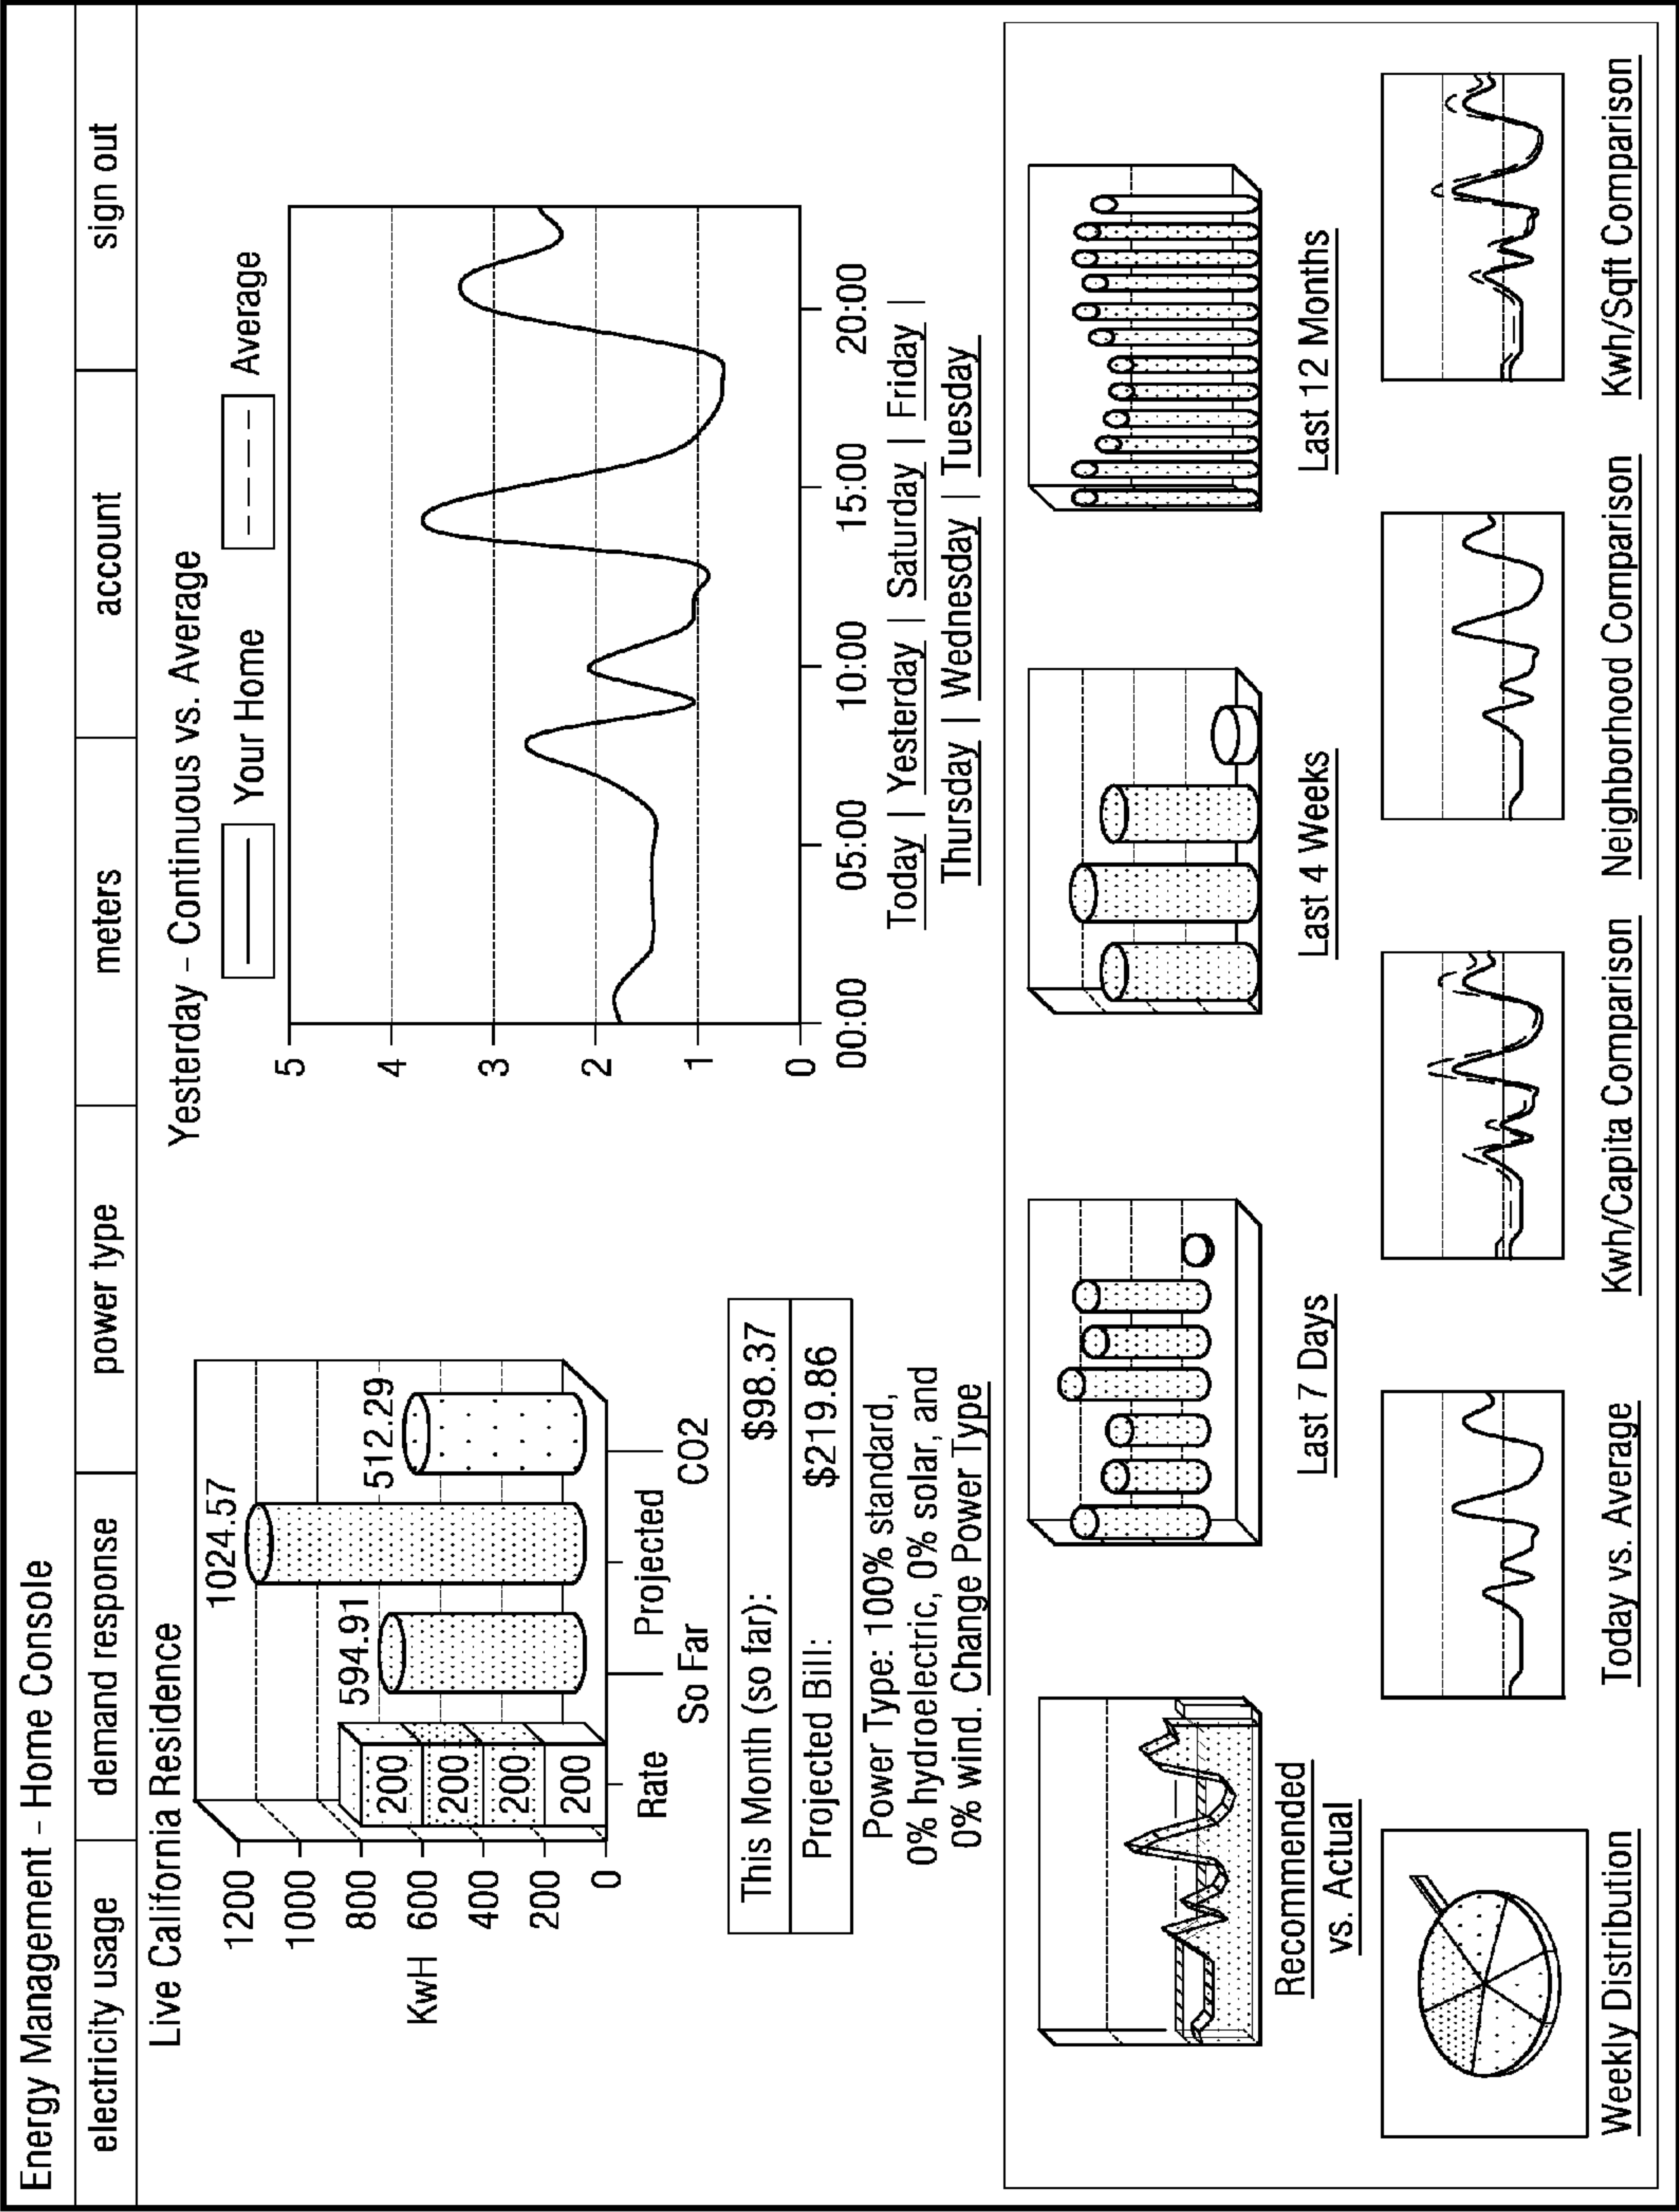 Energy Management - Home Console
electricity usage
demand response
power type
meters
account
sign out
Live California Residence
1200
1000
800
600
400
200
0
KwH
200
200
200
200
594.91
1024.57
512.29
Rate
So Far
Projected
CO2
This Month (so far): $98.37
Projected Bill: $219.86
Power Type: 100% standard,
0% hydroelectric, 0% solar, and
0% wind. Change Power Type
Yesterday - Continuous vs. Average
Your Home
Average
5
4
3
2
1
0
00:00 05:00 10:00 15:00 20:00
Today | Yesterday | Saturday | Friday |
Thursday | Wednesday | Tuesday
Recommended
vs. Actual
Last 7 Days
Last 4 Weeks
Last 12 Months
Weekly Distribution
Today vs. Average
Kwh/Capita Comparison
Neighborhood Comparison
Kwh/Sqft Comparison